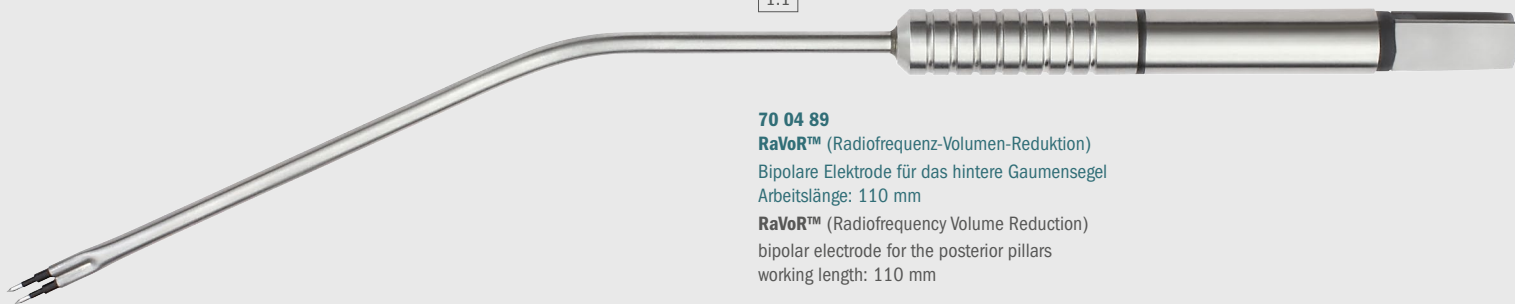 1:1
70 04 89
RaVoR™ (Radiofrequenz-Volumen-Reduktion)
Bipolare Elektrode für das hintere Gaumensegel
Arbeitslänge: 110 mm
RaVoR™ (Radiofrequency Volume Reduction)
bipolar electrode for the posterior pillars
working length: 110 mm